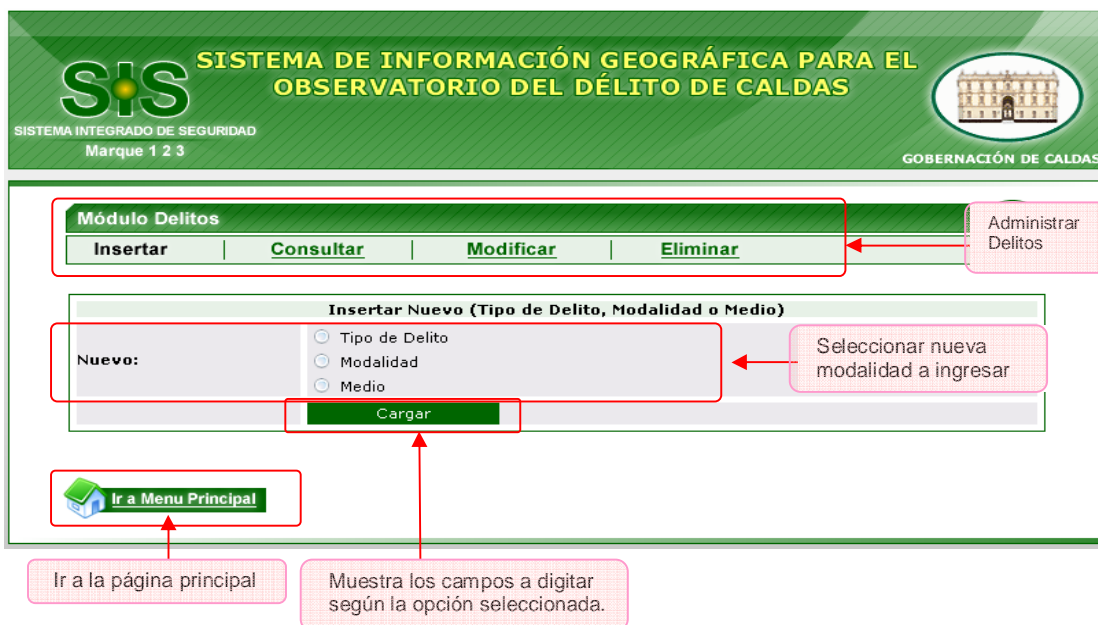 SISTEMA DE INFORMACIÓN GEOGRÁFICA PARA EL
OBSERVATORIO DEL DÉLITO DE CALDAS
SIS
SISTEMA INTEGRADO DE SEGURIDAD
Marque 1 2 3
GOBERNACIÓN DE CALDAS
Módulo Delitos
Insertar | Consultar | Modificar | Eliminar
Administrar
Delitos
Insertar Nuevo (Tipo de Delito, Modalidad o Medio)
Nuevo:
Tipo de Delito
Modalidad
Medio
Seleccionar nueva
modalidad a ingresar
Cargar
Ir a Menu Principal
Ir a la página principal
Muestra los campos a digitar
según la opción seleccionada.